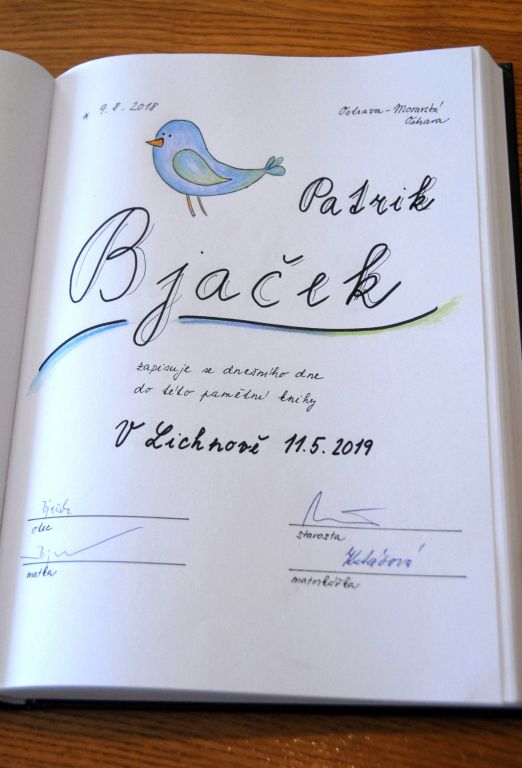 * 9. 8. 2018
Ostrava - Moravská
Ostrava
Patrik
Bjaček
zapisuje se dnešního dne
do této pamětní knihy
V Lichnově 11.5.2019
Bjaček
otec
starosta
matka
matrikářka